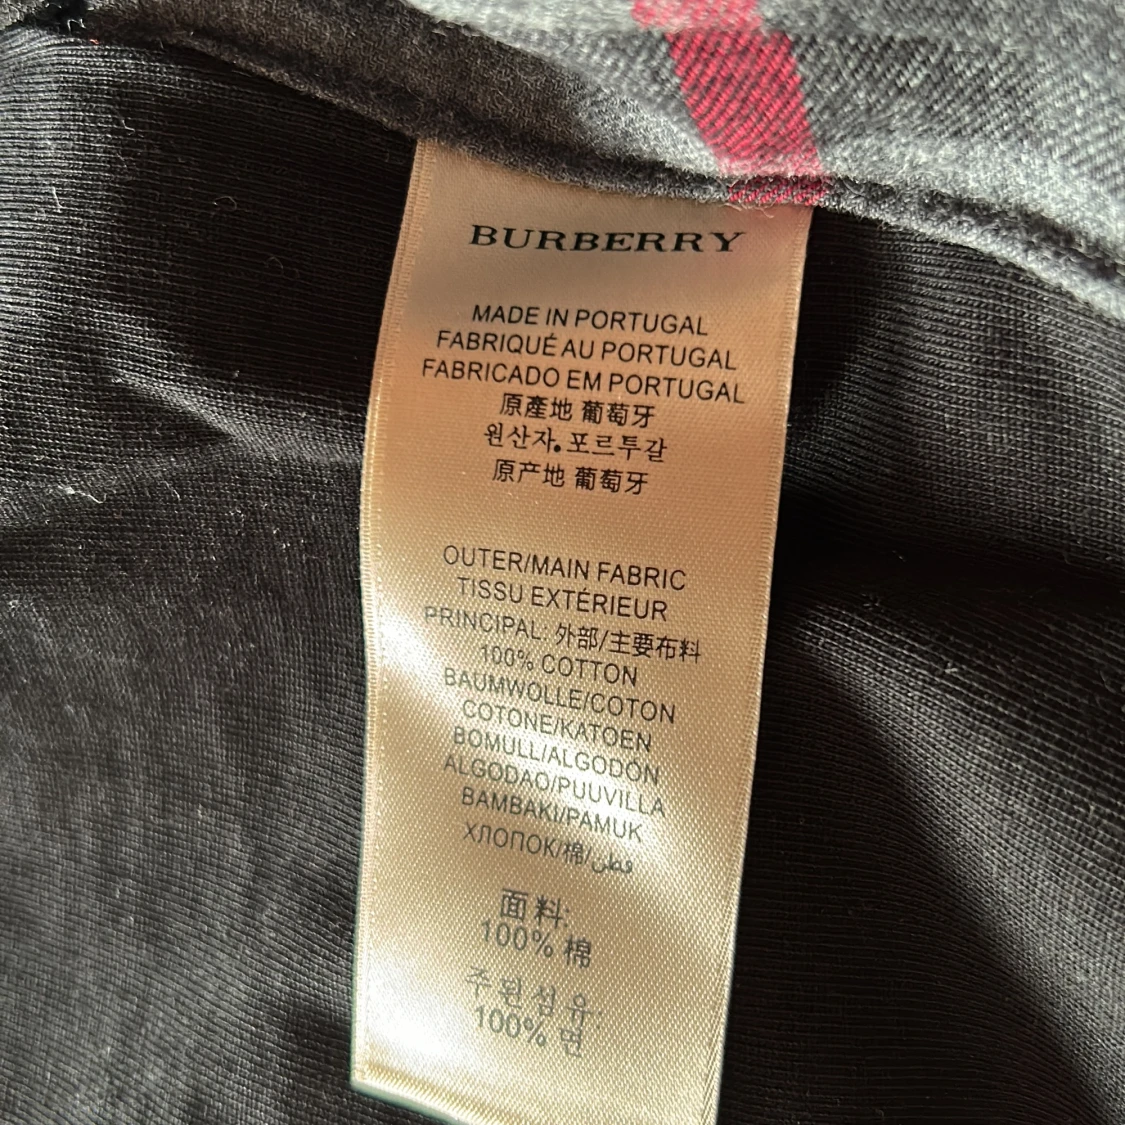 BURBERRY
MADE IN PORTUGAL
FABRIQUÉ AU PORTUGAL
FABRICADO EM PORTUGAL
原產地 葡萄牙
원산자. 포르투갈
原产地 葡萄牙
OUTER/MAIN FABRIC
TISSU EXTÉRIEUR
PRINCIPAL: 外部/主要布料
100% COTTON
BAUMWOLLE/COTON
COTONE/KATOEN
BOMULL/ALGODÓN
ALGODAO/PUUVILLA
BAMBAKI/PAMUK
ХЛОПОК/棉/قطن
面料:
100% 棉
주원섬유:
100% 면